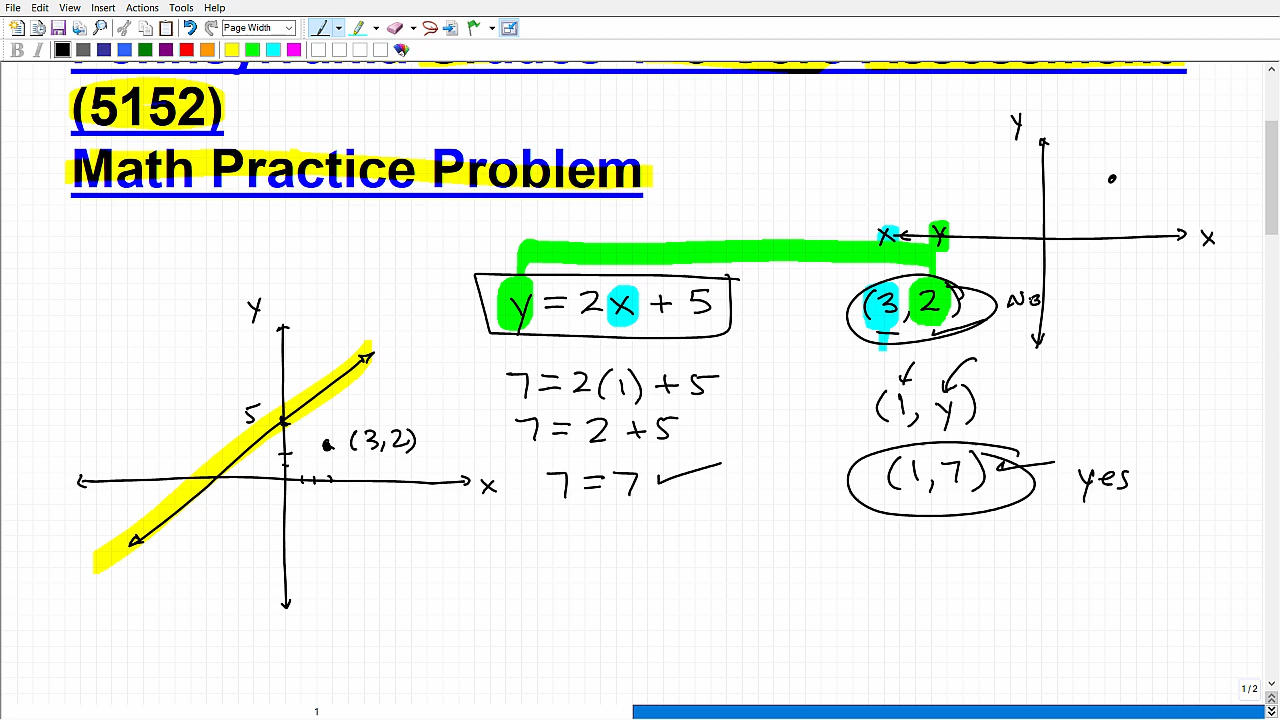 File Edit View Insert Actions Tools Help
Page Width
B I
(5152)
Math Practice Problem
y
x
x y
y = 2x + 5
(3, 2)
No
y
5
(3,2)
x
7 = 2(1) + 5
7 = 2 + 5
7 = 7 ✓
(1, y)
(1, 7)
yes
1/2
1